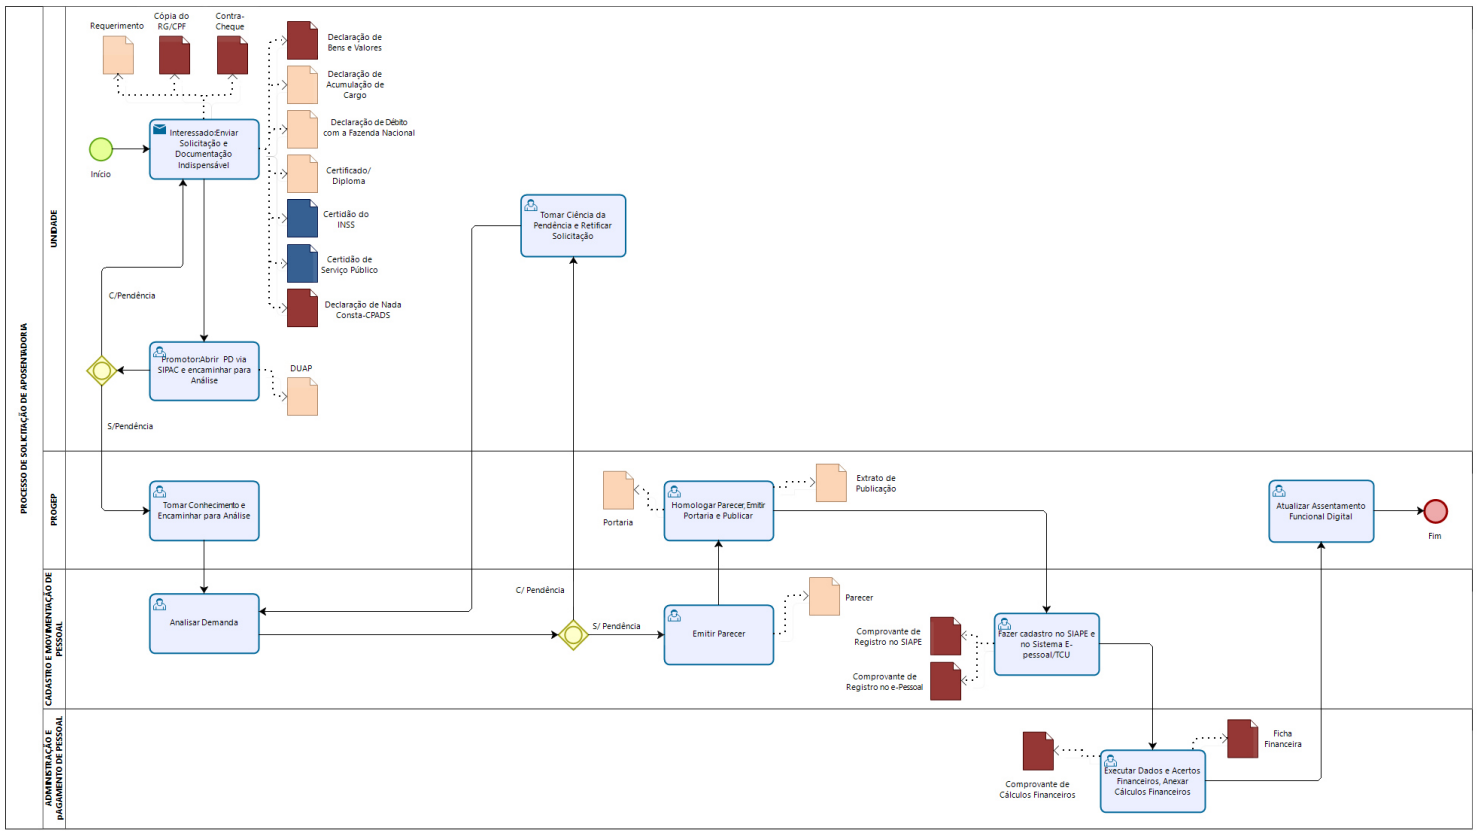 PROCESSO DE SOLICITAÇÃO DE APOSENTADORIA
UNIDADE
Requerimento
Cópia do
RG/CPF
Contra-
Cheque
Declaração de
Bens e Valores
Declaração de
Acumulação de
Cargo
Declaração de Débito
com a Fazenda Nacional
Certificado/
Diploma
Certidão do
INSS
Certidão de
Serviço Público
Declaração de Nada
Consta-CPADS
Início
Interessado:Enviar
Solicitação e
Documentação
Indispensável
Tomar Ciência da
Pendência e Retificar
Solicitação
C/Pendência
Promotor:Abrir PD via
SIPAC e encaminhar para
Análise
DUAP
S/Pendência
PROGEP
Tomar Conhecimento e
Encaminhar para Análise
Portaria
Homologar Parecer, Emitir
Portaria e Publicar
Extrato de
Publicação
Atualizar Assentamento
Funcional Digital
Fim
CADASTRO E MOVIMENTAÇÃO DE
PESSOAL
Analisar Demanda
C/ Pendência
S/ Pendência
Emitir Parecer
Parecer
Comprovante de
Registro no SIAPE
Comprovante de
Registro no e-Pessoal
Fazer cadastro no SIAPE e
no Sistema E-
pessoal/TCU
ADMINISTRAÇÃO E
pAGAMENTO DE PESSOAL
Comprovante de
Cálculos Financeiros
Executar Dados e Acertos
Financeiros, Anexar
Cálculos Financeiros
Ficha
Financeira